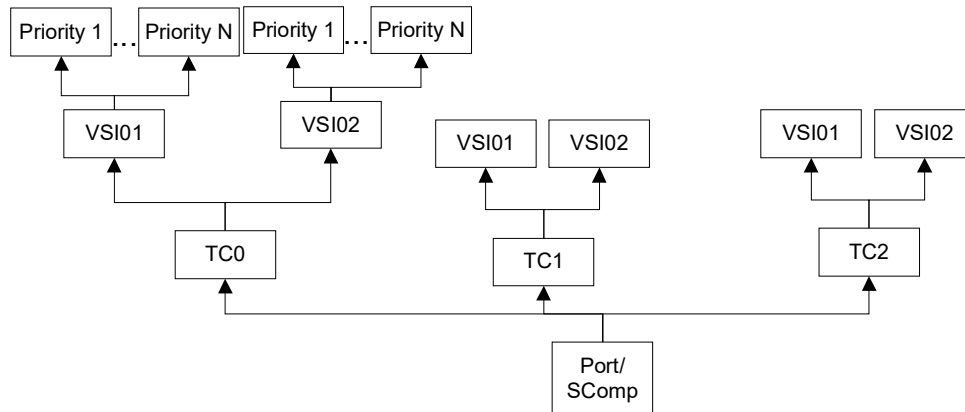 Priority 1 ... Priority N Priority 1 ... Priority N
VSI01 VSI02
VSI01 VSI02 VSI01 VSI02
TC0 TC1 TC2
Port/
SComp